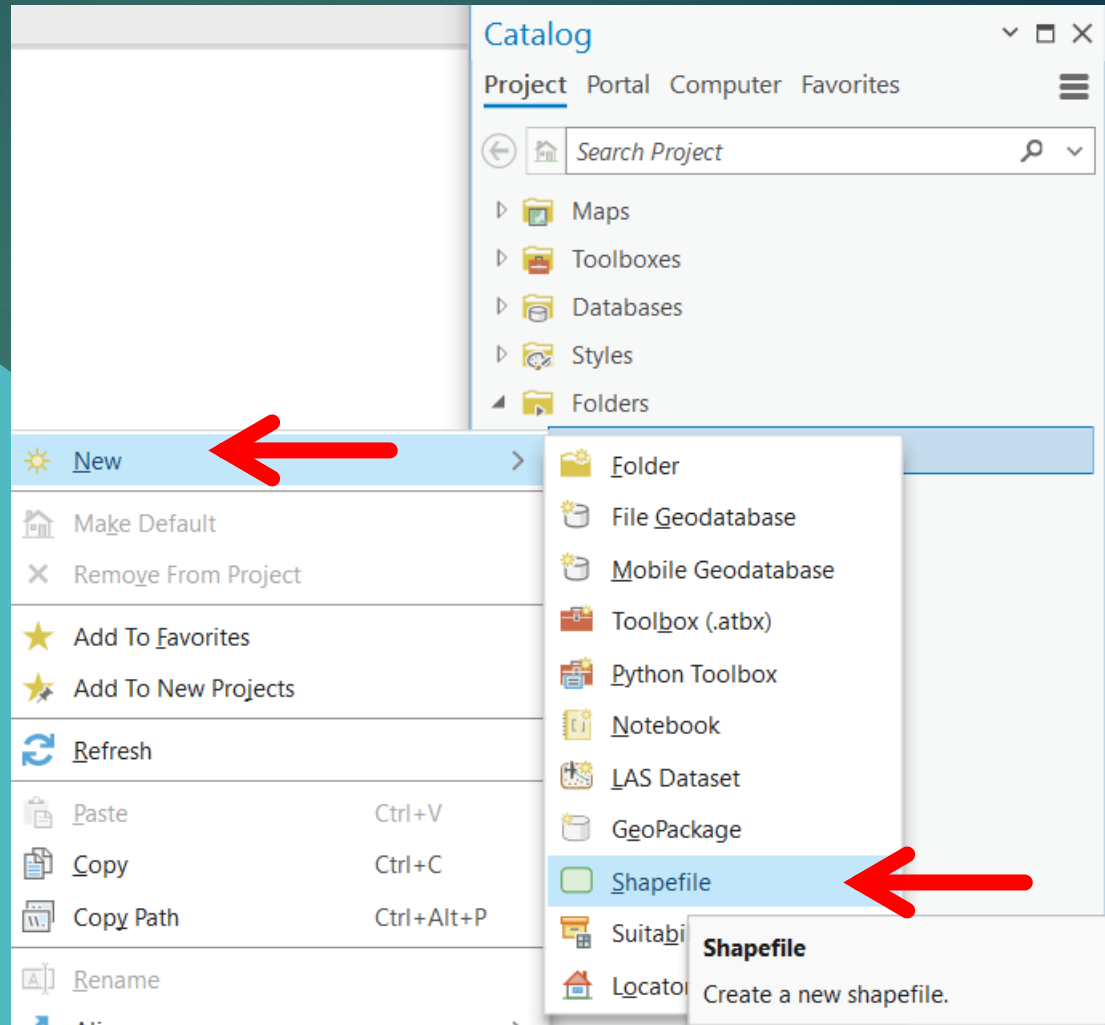 Catalog
Project Portal Computer Favorites
Search Project
Maps
Toolboxes
Databases
Styles
Folders
New
Make Default
Remove From Project
Add To Favorites
Add To New Projects
Refresh
Paste Ctrl+V
Copy Ctrl+C
Copy Path Ctrl+Alt+P
Rename
Folder
File Geodatabase
Mobile Geodatabase
Toolbox (.atbx)
Python Toolbox
Notebook
LAS Dataset
GeoPackage
Shapefile
Suitabi
Locator
Shapefile
Create a new shapefile.